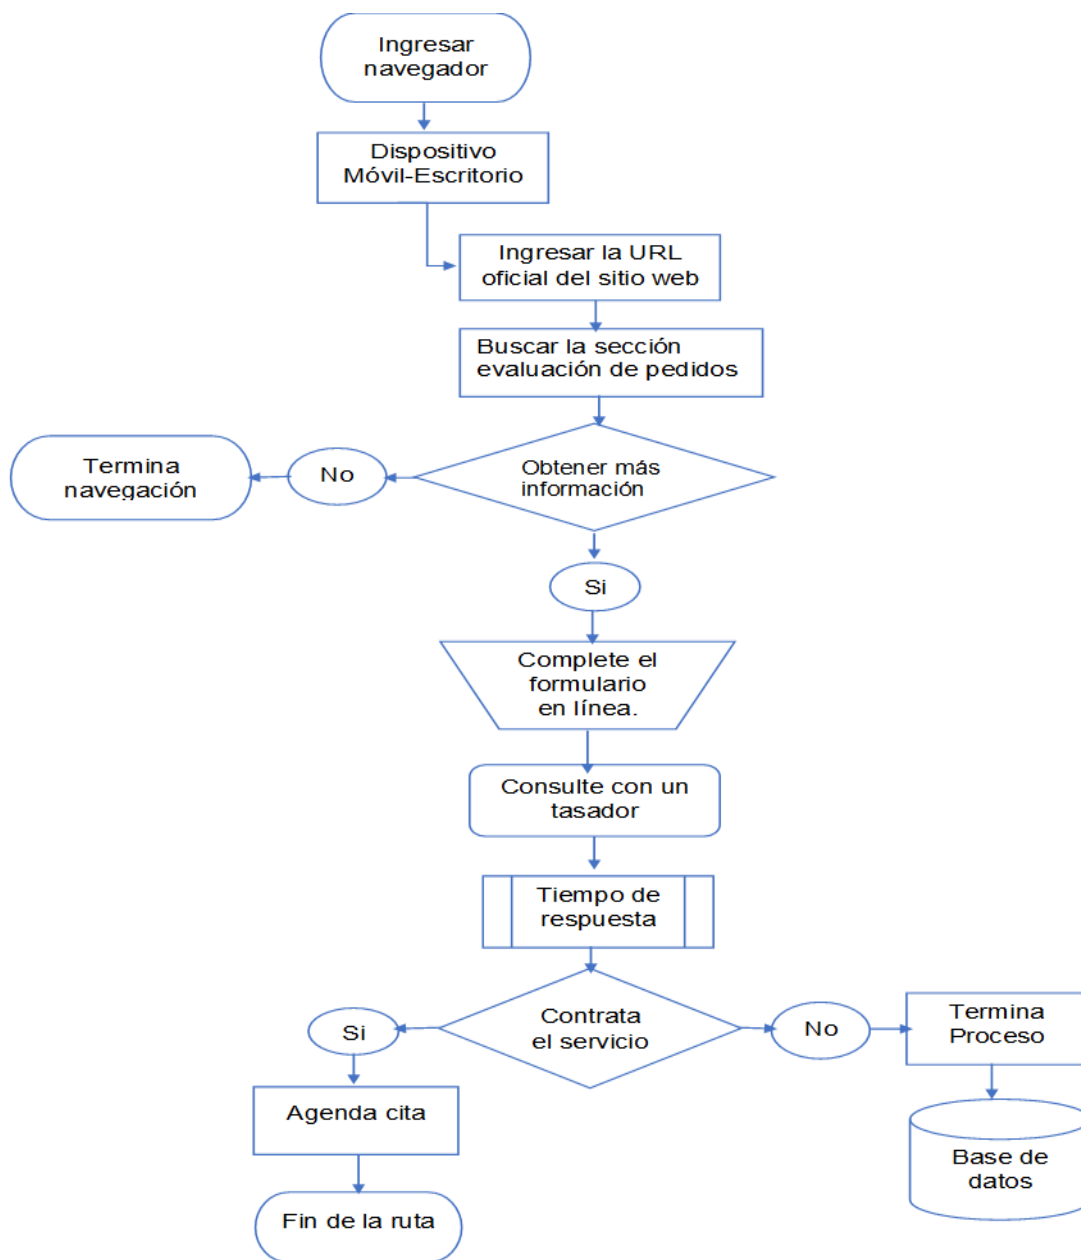 Ingresar
navegador
Dispositivo
Móvil-Escritorio
Ingresar la URL
oficial del sitio web
Buscar la sección
evaluación de pedidos
Obtener más
información
No
Termina
navegación
Si
Complete el
formulario
en línea.
Consulte con un
tasador
Tiempo de
respuesta
Contrata
el servicio
Si
No
Termina
Proceso
Agenda cita
Base de
datos
Fin de la ruta